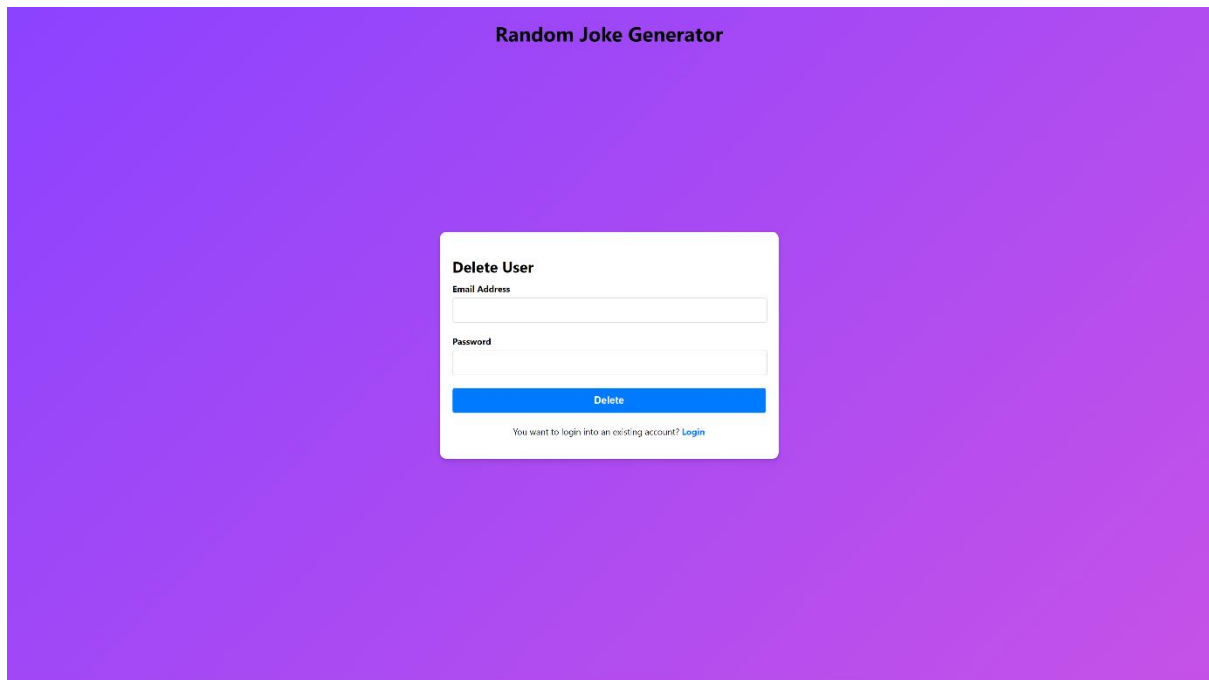 Random Joke Generator
Delete User
Email Address
Password
Delete
You want to login into an existing account? Login